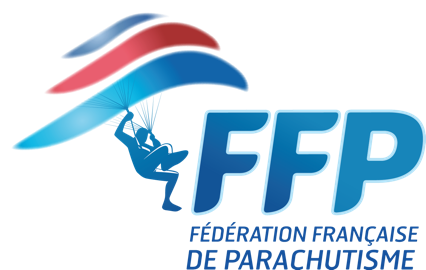 FFP
FÉDÉRATION FRANÇAISE
DE PARACHUTISME